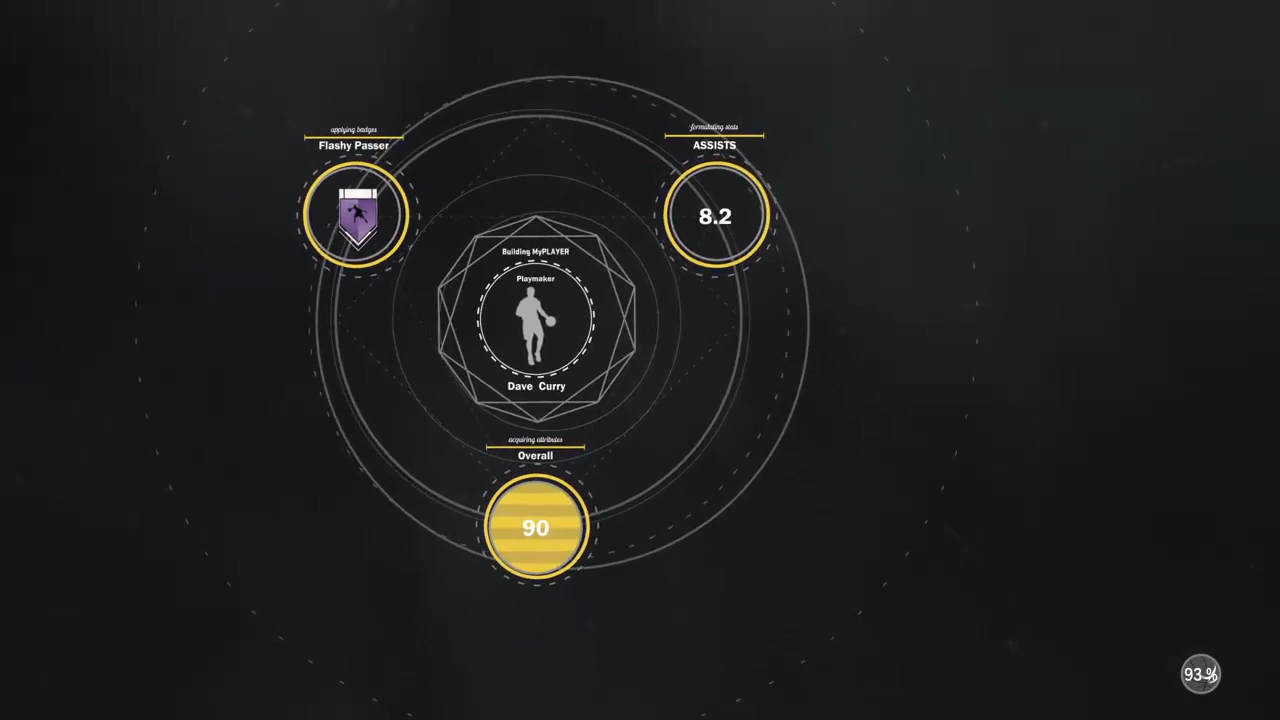 applying badges
Flashy Passer
formulating stats
ASSISTS
8.2
Building MyPLAYER
Playmaker
Dave Curry
acquiring attributes
Overall
90
93%